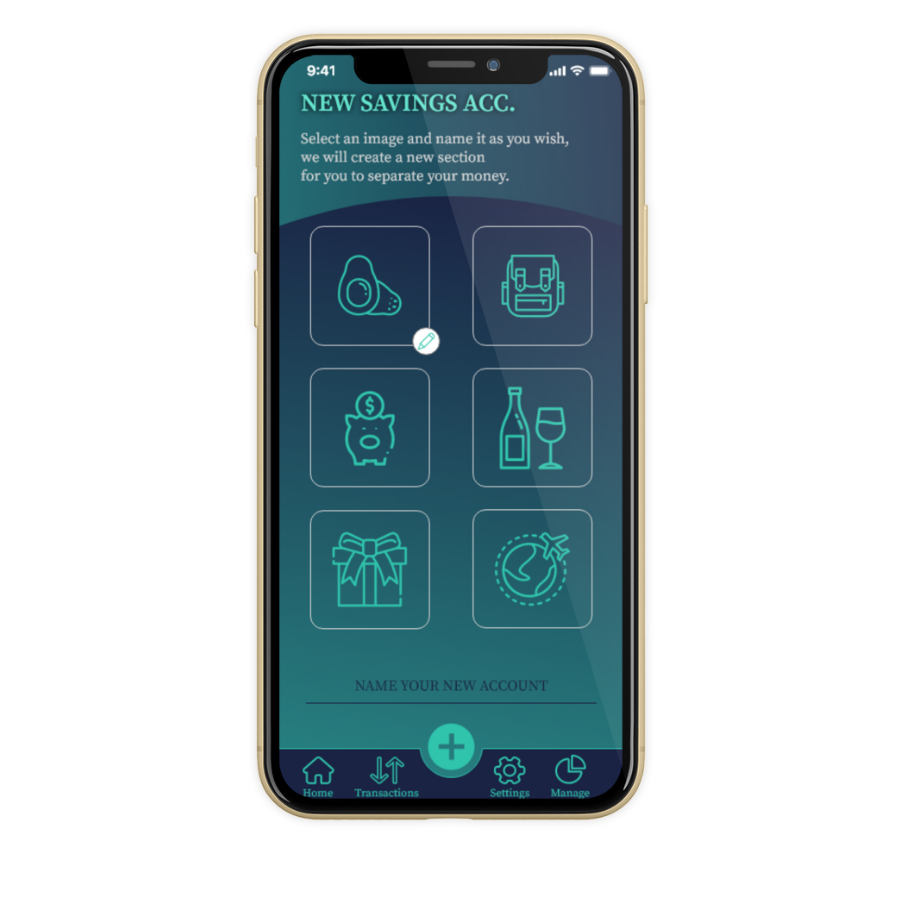 9:41
NEW SAVINGS ACC.
Select an image and name it as you wish,
we will create a new section
for you to separate your money.
$
NAME YOUR NEW ACCOUNT
Home
Transactions
Settings
Manage